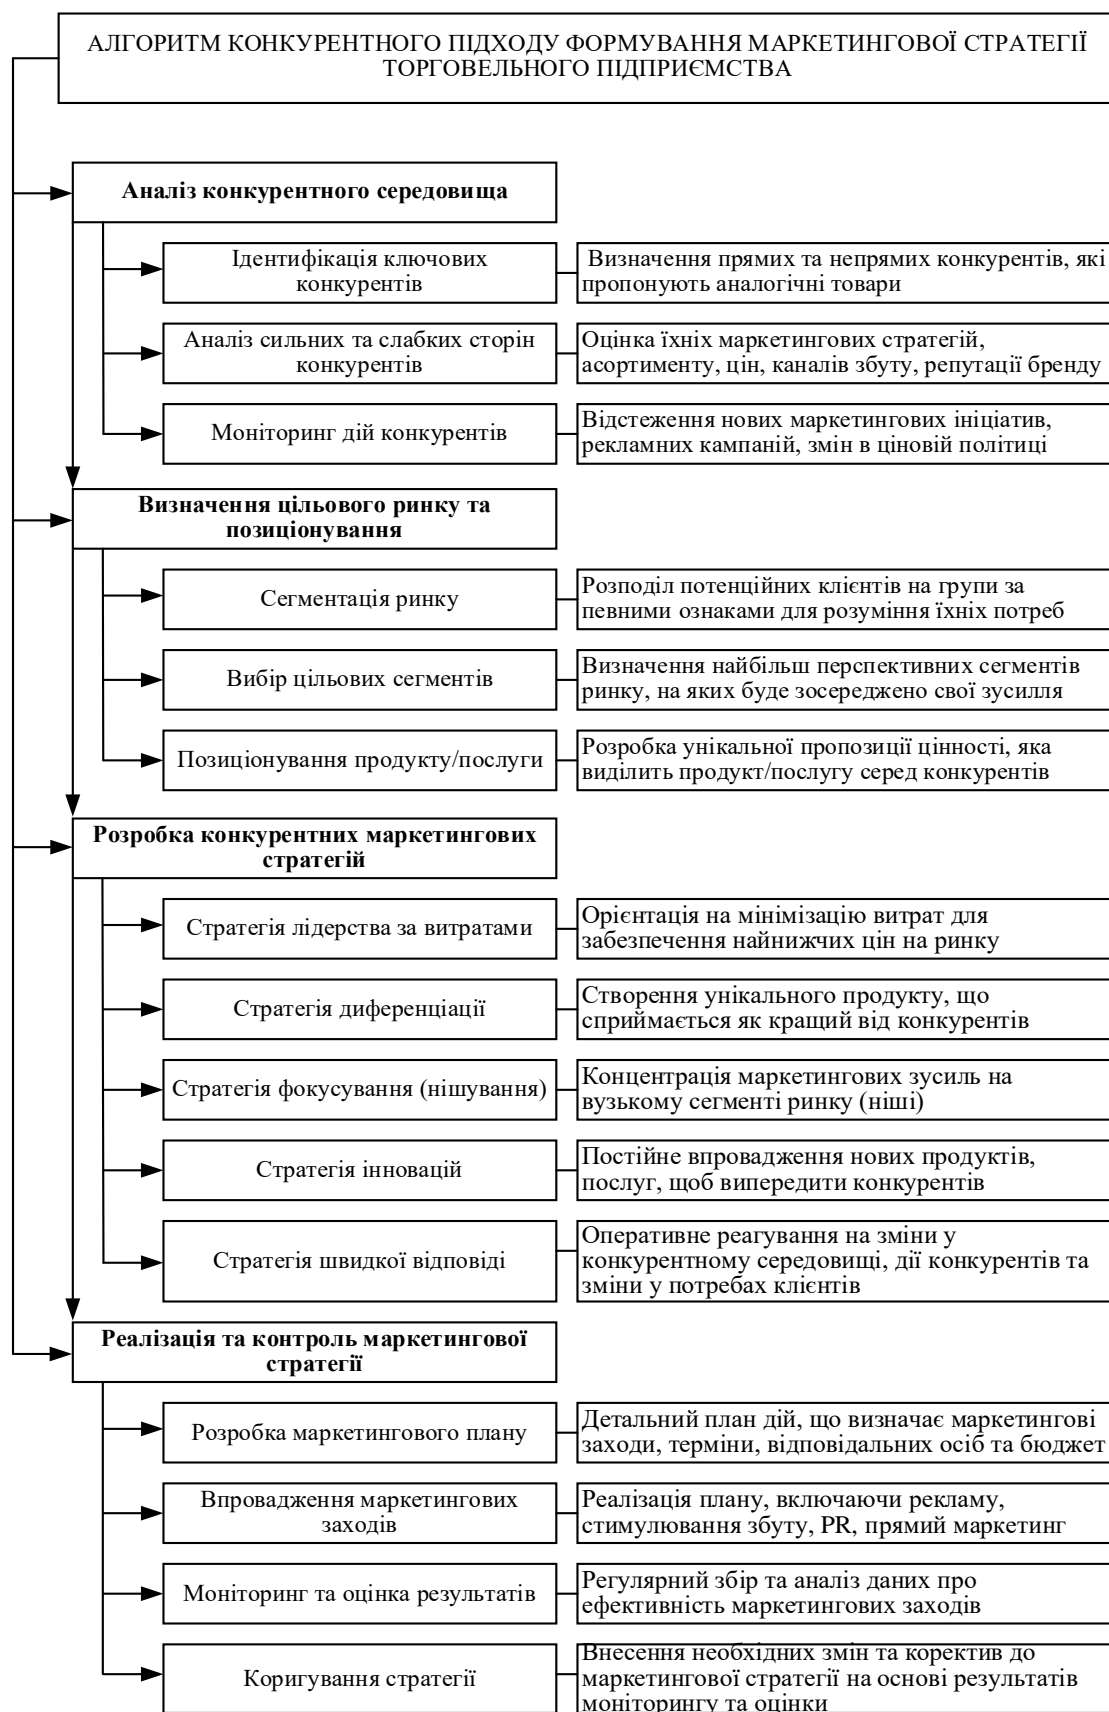 АЛГОРИТМ КОНКУРЕНТНОГО ПІДХОДУ ФОРМУВАННЯ МАРКЕТИНГОВОЇ СТРАТЕГІЇ
ТОРГОВЕЛЬНОГО ПІДПРИЄМСТВА
Аналіз конкурентного середовища
Ідентифікація ключових
конкурентів
Визначення прямих та непрямих конкурентів, які
пропонують аналогічні товари
Аналіз сильних та слабких сторін
конкурентів
Оцінка їхніх маркетингових стратегій,
асортименту, цін, каналів збуту, репутації бренду
Моніторинг дій конкурентів
Відстеження нових маркетингових ініціатив,
рекламних кампаній, змін в ціновій політиці
Визначення цільового ринку та
позиціонування
Сегментація ринку
Розподіл потенційних клієнтів на групи за
певними ознаками для розуміння їхніх потреб
Вибір цільових сегментів
Визначення найбільш перспективних сегментів
ринку, на яких буде зосереджено свої зусилля
Позиціонування продукту/послуги
Розробка унікальної пропозиції цінності, яка
виділить продукт/послугу серед конкурентів
Розробка конкурентних маркетингових
стратегій
Стратегія лідерства за витратами
Орієнтація на мінімізацію витрат для
забезпечення найнижчих цін на ринку
Стратегія диференціації
Створення унікального продукту, що
сприймається як кращий від конкурентів
Стратегія фокусування (нішування)
Концентрація маркетингових зусиль на
вузькому сегменті ринку (ніші)
Стратегія інновацій
Постійне впровадження нових продуктів,
послуг, щоб випередити конкурентів
Стратегія швидкої відповіді
Оперативне реагування на зміни у
конкурентному середовищі, дії конкурентів та
зміни у потребах клієнтів
Реалізація та контроль маркетингової
стратегії
Розробка маркетингового плану
Детальний план дій, що визначає маркетингові
заходи, терміни, відповідальних осіб та бюджет
Впровадження маркетингових
заходів
Реалізація плану, включаючи рекламу,
стимулювання збуту, PR, прямий маркетинг
Моніторинг та оцінка результатів
Регулярний збір та аналіз даних про
ефективність маркетингових заходів
Коригування стратегії
Внесення необхідних змін та коректив до
маркетингової стратегії на основі результатів
моніторингу та оцінки